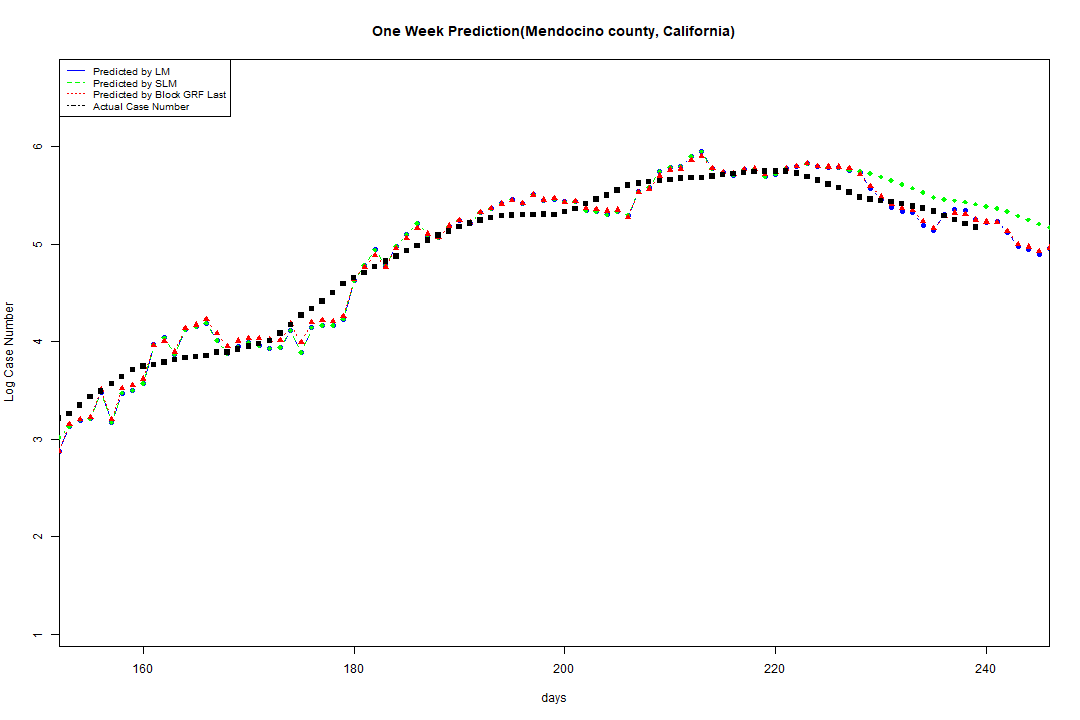 One Week Prediction(Mendocino county, California)
Predicted by LM
Predicted by SLM
Predicted by Block GRF Last
Actual Case Number
6
5
4
3
2
1
Log Case Number
160 180 200 220 240
days